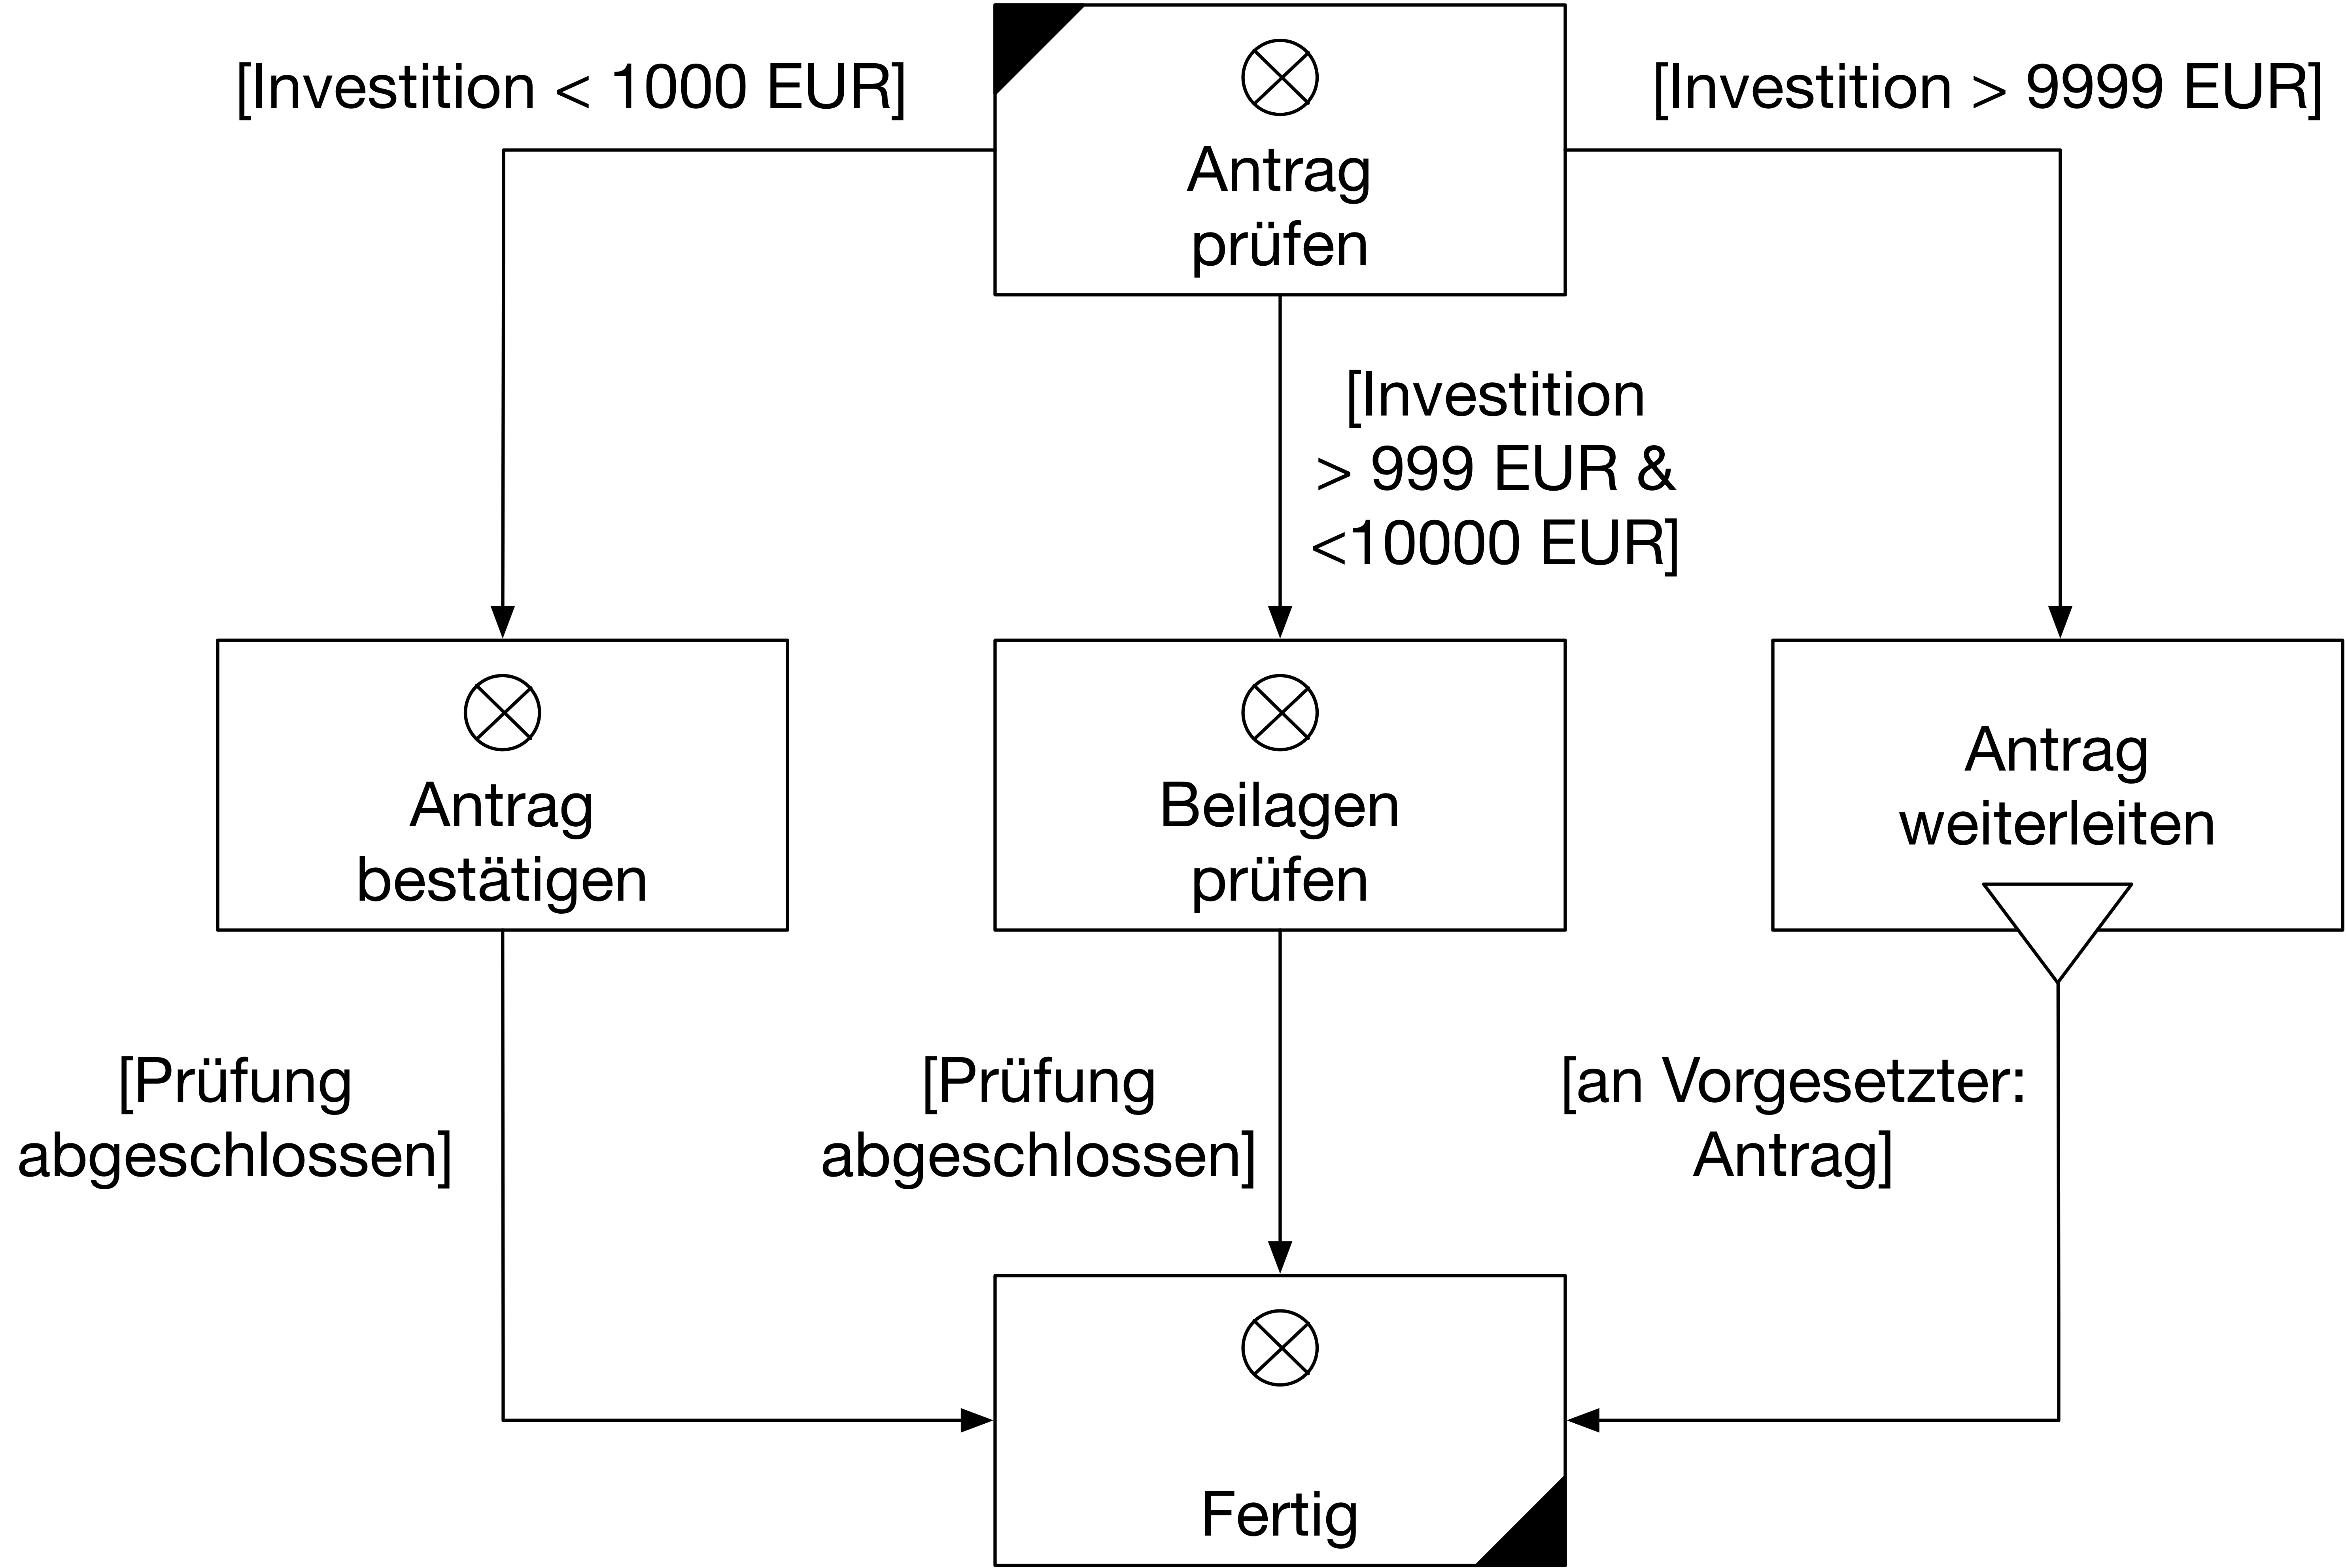 [Investition < 1000 EUR]
Antrag
prüfen
[Investition > 9999 EUR]
[Investition
> 999 EUR &
<10000 EUR]
Antrag
bestätigen
Beilagen
prüfen
Antrag
weiterleiten
[Prüfung
abgeschlossen]
[Prüfung
abgeschlossen]
[an Vorgesetzter:
Antrag]
Fertig